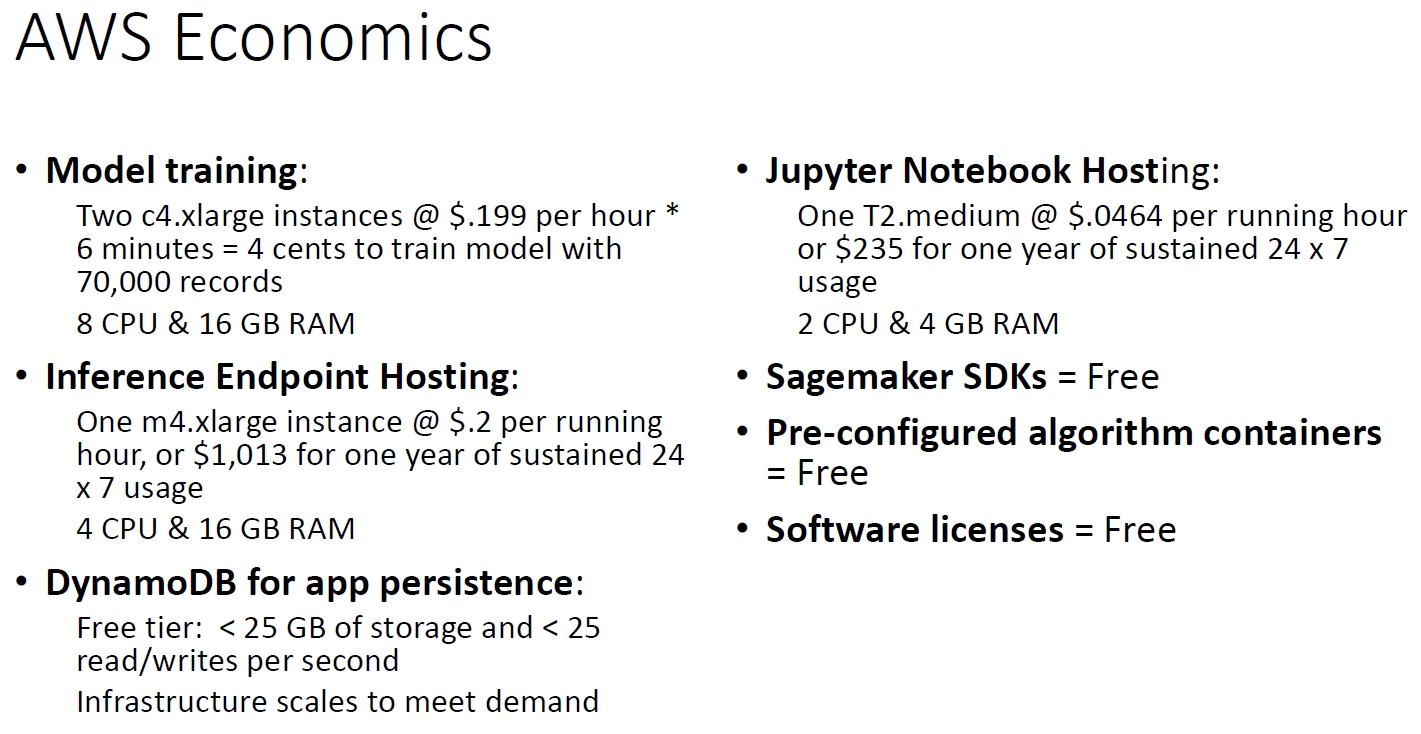 AWS Economics
• Model training:
Two c4.xlarge instances @ $.199 per hour *
6 minutes = 4 cents to train model with
70,000 records
8 CPU & 16 GB RAM
• Inference Endpoint Hosting:
One m4.xlarge instance @ $.2 per running
hour, or $1,013 for one year of sustained 24
x 7 usage
4 CPU & 16 GB RAM
• DynamoDB for app persistence:
Free tier:  < 25 GB of storage and < 25
read/writes per second
Infrastructure scales to meet demand
• Jupyter Notebook Hosting:
One T2.medium @ $.0464 per running hour
or $235 for one year of sustained 24 x 7
usage
2 CPU & 4 GB RAM
• Sagemaker SDKs = Free
• Pre-configured algorithm containers
= Free
• Software licenses = Free